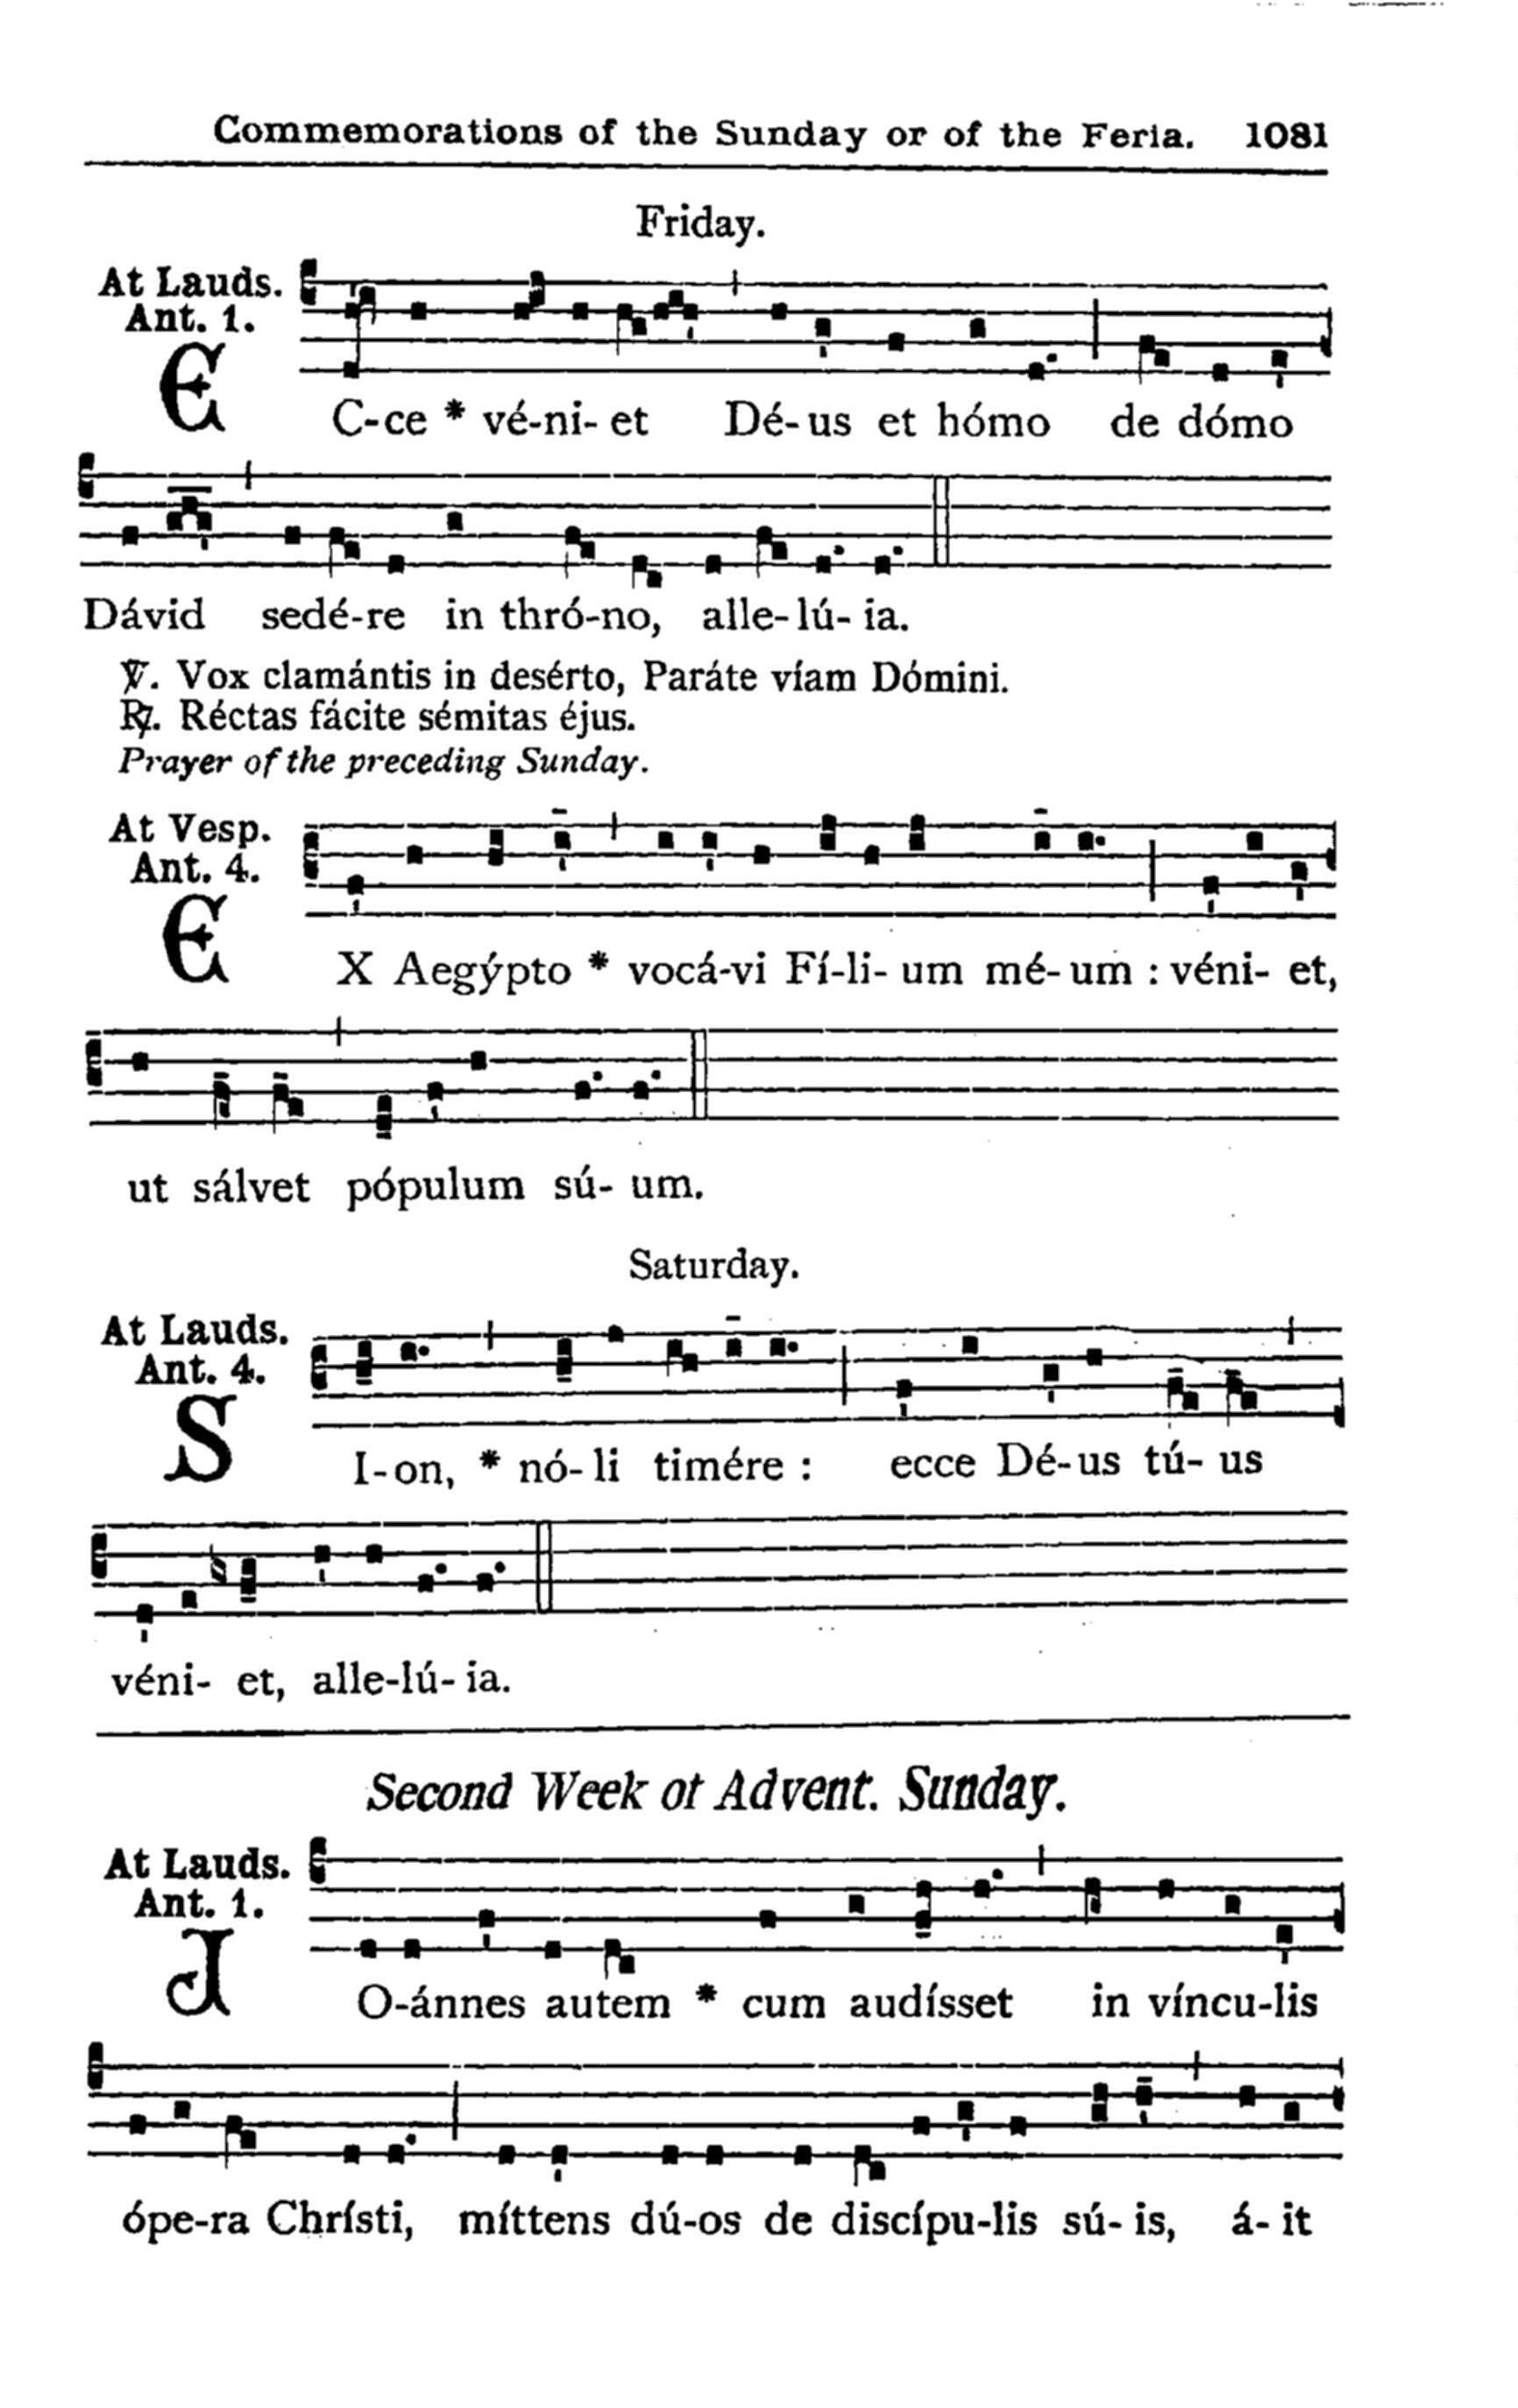 Commemorations of the Sunday or of the Feria. 1081
Friday.
At Lauds.
Ant. 1.
EC-ce * vé-ni- et Dé- us et hómo de dómo
Dávid sedé-re in thró-no, alle- lú- ia.
℣. Vox clamántis in desérto, Paráte víam Dómini.
℟. Réctas fácite sémitas éjus.
Prayer of the preceding Sunday.
At Vesp.
Ant. 4.
EX Aegýpto * vocá-vi Fí-li- um mé- um : véni- et,
ut sálvet pópulum sú- um.
Saturday.
At Lauds.
Ant. 4.
SI- on, * nó- li timére : ecce Dé- us tú- us
véni- et, alle-lú- ia.
Second Week of Advent. Sunday.
At Lauds.
Ant. 1.
JO-ánnes autem * cum audísset in víncu-lis
ópe-ra Chrísti, míttens dú-os de discípu-lis sú- is, á- it